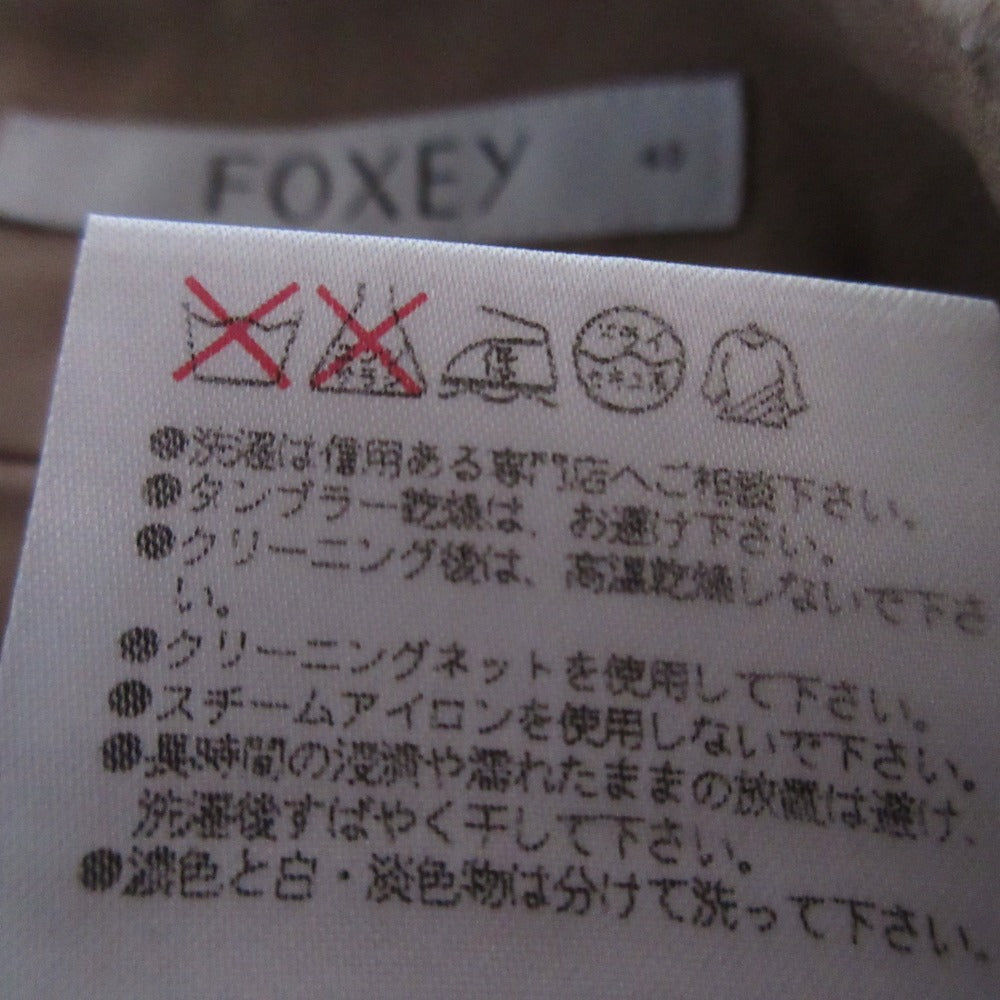 FOXEY 40
エンソ サラシ 低 ドライ セキユ系
●洗濯は信用ある専門店へご相談下さい。
●タンブラー乾燥は、お避け下さい。
●クリーニング後は、高温乾燥しないで下さ
い。
●クリーニングネットを使用して下さい。
●スチームアイロンを使用しないで下さい。
●長時間の浸漬や濡れたままの放置は避け、
洗濯後すばやく干して下さい。
●濃色と白・淡色物は分けて洗って下さい。